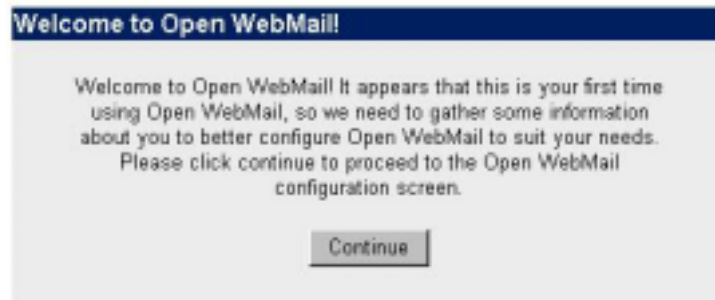 Welcome to Open WebMail!
Welcome to Open WebMail! It appears that this is your first time
using Open WebMail, so we need to gather some information
about you to better configure Open WebMail to suit your needs.
Please click continue to proceed to the Open WebMail
configuration screen.
Continue